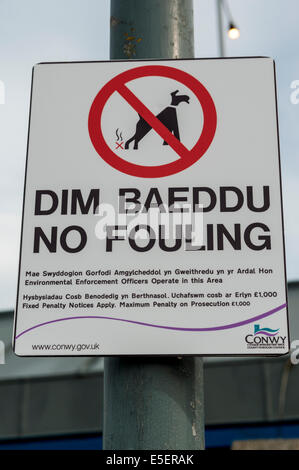 DIM BAEDDU
NO FOULING
Mae Swyddogion Gorfodi Amgylcheddol yn Gweithredu yn yr Ardal Hon
Environmental Enforcement Officers Operate in this Area
Hysbysiadau Cosb Benodedig yn Berthnasol. Uchafswm cosb ar Erlyn £1,000
Fixed Penalty Notices Apply. Maximum Penalty on Prosecution £1,000
www.conwy.gov.uk
CONWY
alamy
E5ERAK